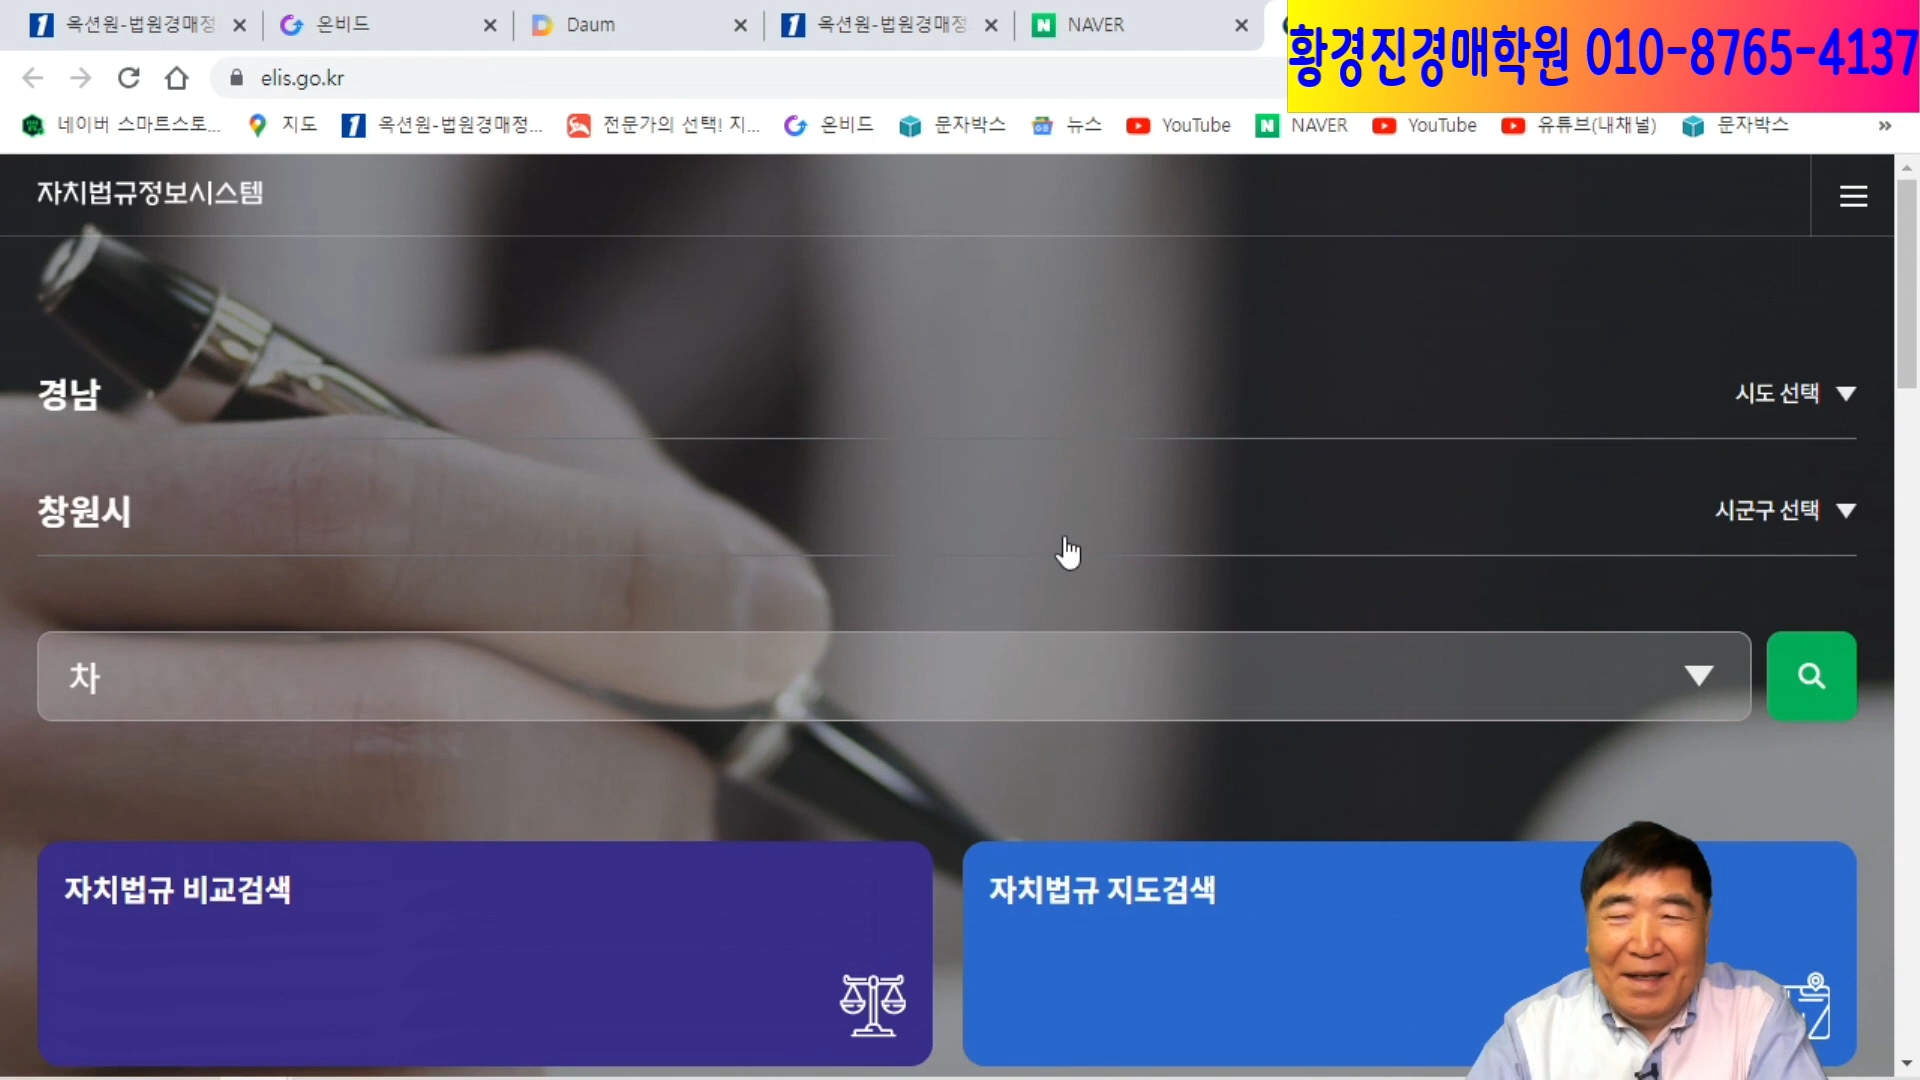 옥션원-법원경매정
온비드
Daum
옥션원-법원경매정
NAVER
황경진경매학원 010-8765-4137
elis.go.kr
네이버 스마트스토...
지도
옥션원-법원경매정...
전문가의 선택! 지...
온비드
문자박스
뉴스
YouTube
NAVER
YouTube
유튜브(내채널)
문자박스
자치법규정보시스템
경남
시도 선택
창원시
시군구 선택
차
자치법규 비교검색
자치법규 지도검색